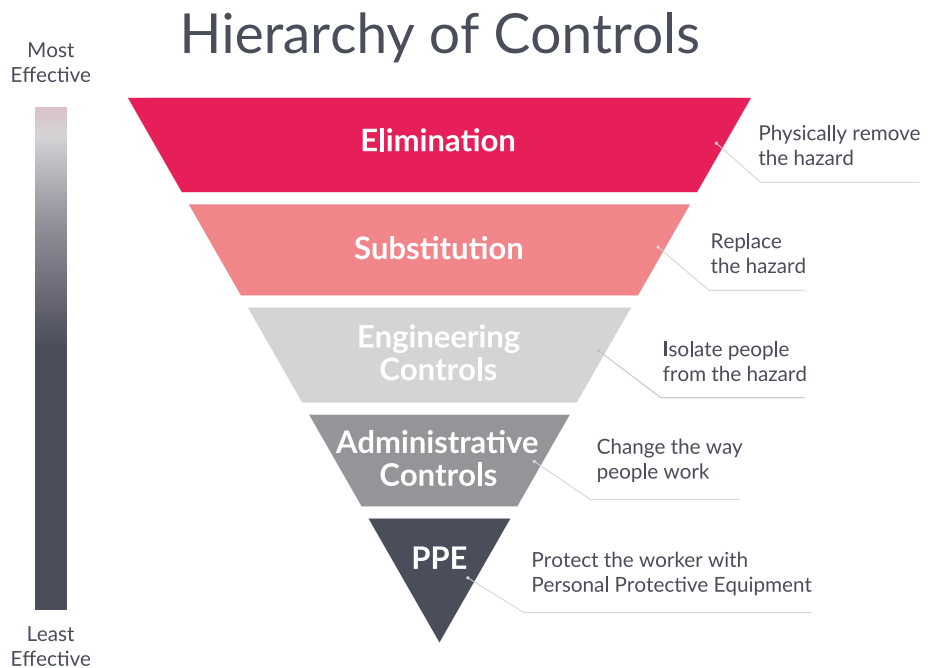 Hierarchy of Controls
Most
Effective
Elimination
Physically remove
the hazard
Substitution
Replace
the hazard
Engineering
Controls
Isolate people
from the hazard
Administrative
Controls
Change the way
people work
PPE
Protect the worker with
Personal Protective Equipment
Least
Effective